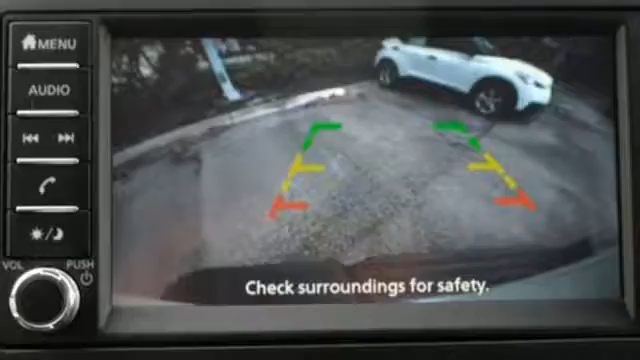 MENU
AUDIO
VOL
PUSH
Check surroundings for safety.